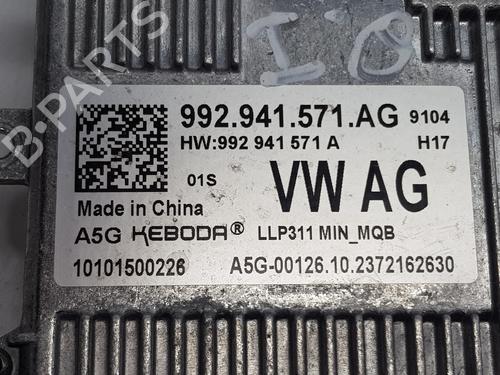 I0
B-PARTS
992.941.571.AG 9104
HW:992 941 571 A H17
01S VW AG
Made in China
A5G KEBODA® LLP311 MIN_MQB
10101500226 A5G-00126.10.2372162630